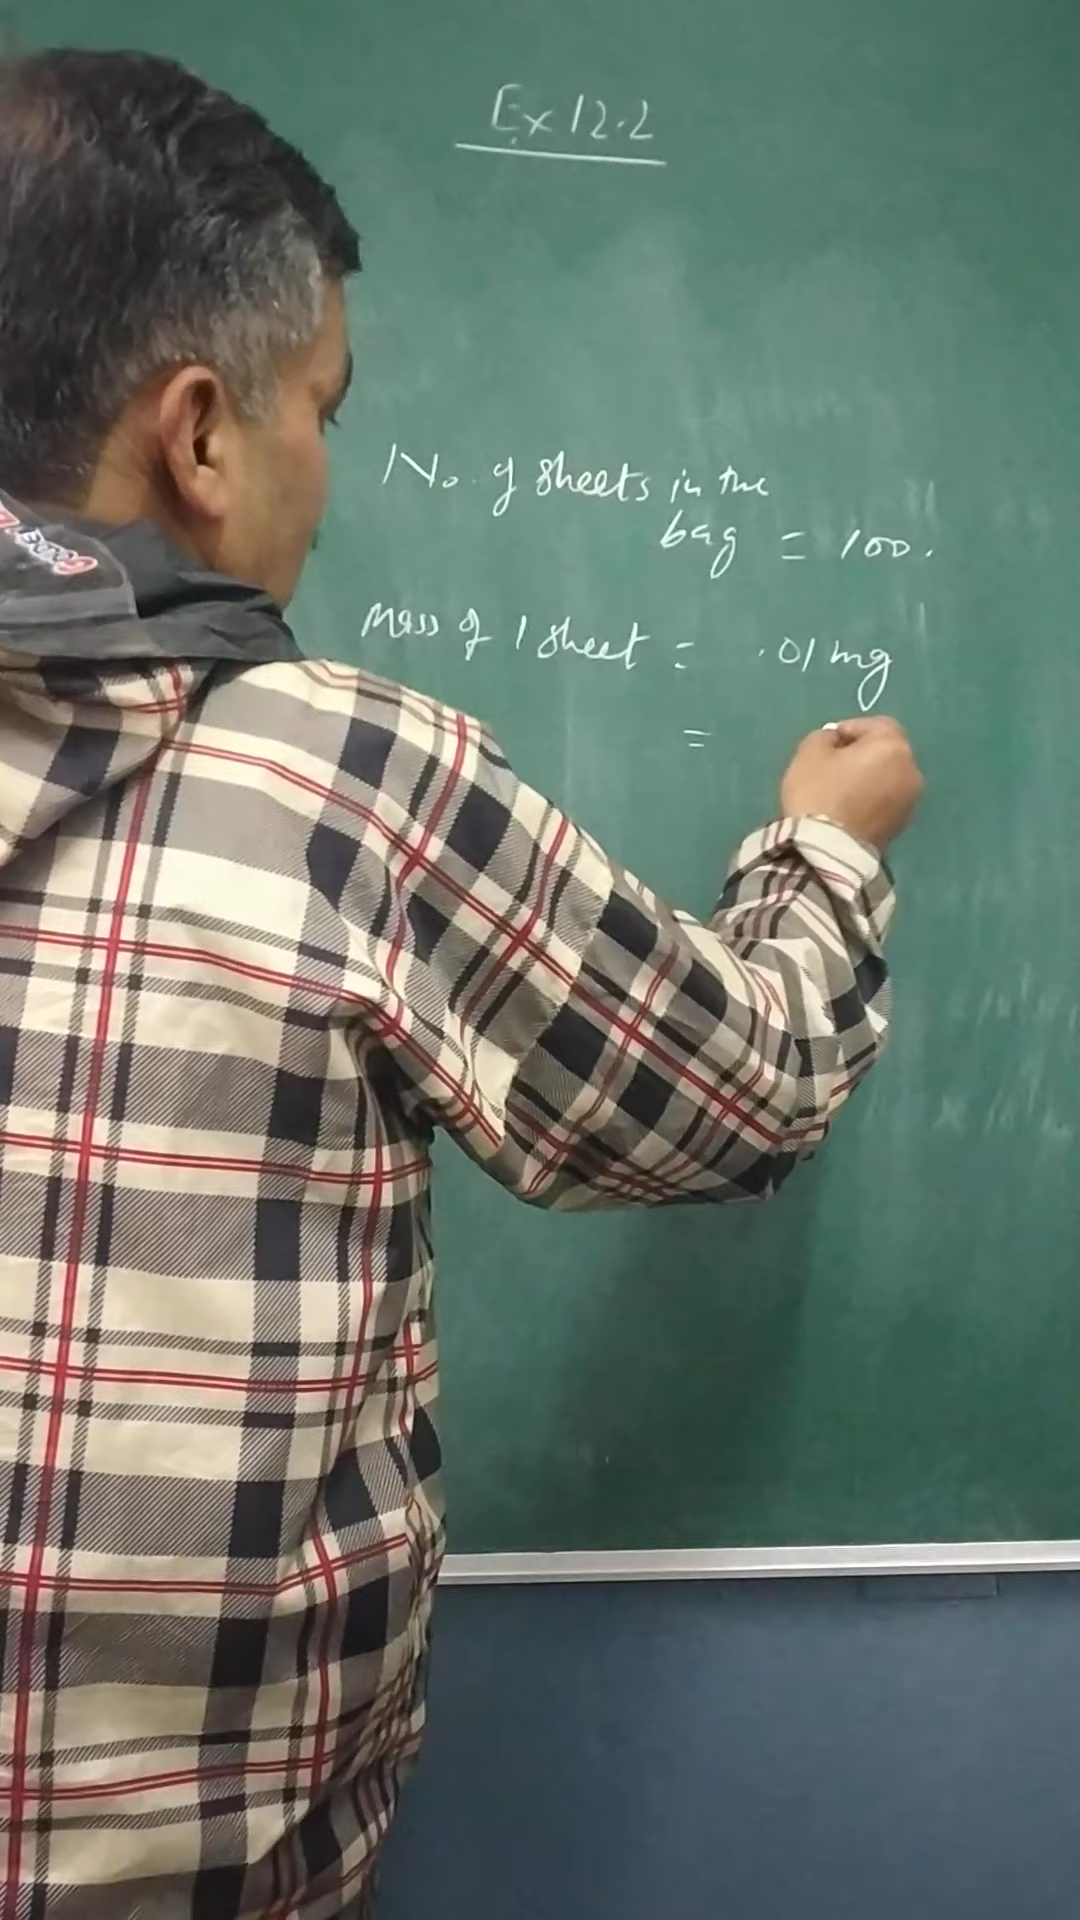 Ex 12.2
No. of sheets in the
bag = 100.
Mass of 1 sheet = .01 mg
=